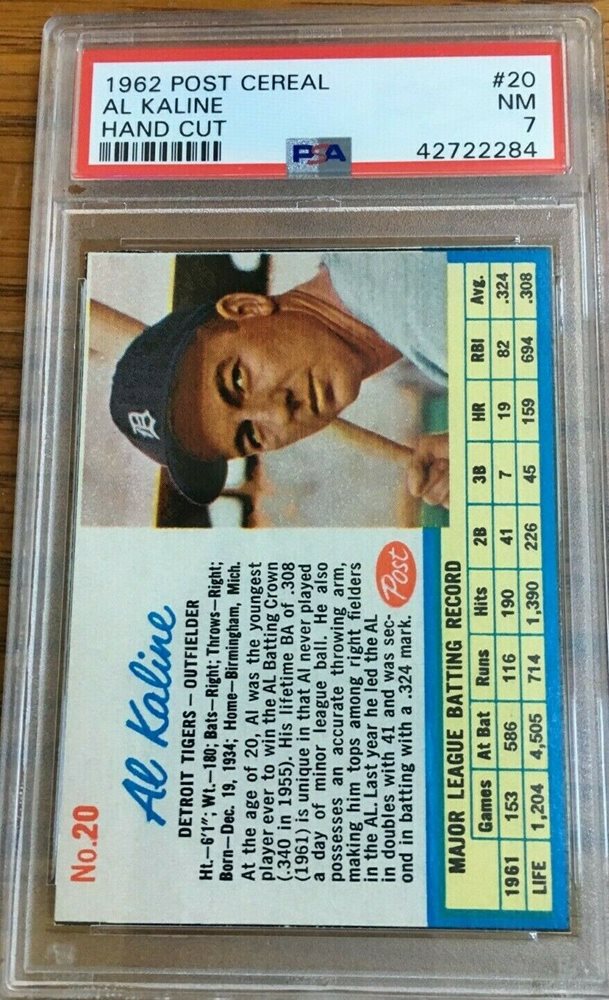 1962 POST CEREAL #20
AL KALINE NM
HAND CUT 7
PSA 42722284
No.20
Al Kaline
DETROIT TIGERS – OUTFIELDER
Ht.–6'1"; Wt.–180; Bats–Right; Throws–Right;
Born–Dec. 19, 1934; Home–Birmingham, Mich.
At the age of 20, Al was the youngest
player ever to win the AL Batting Crown
(.340 in 1955). His lifetime BA of .308
(1961) is unique in that Al never played
a day of minor league ball. He also
possesses an accurate throwing arm,
making him tops among right fielders
in the AL. Last year he led the AL
in doubles with 41 and was sec-
ond in batting with a .324 mark.
Post
D
MAJOR LEAGUE BATTING RECORD
Games At Bat Runs Hits 2B 3B HR RBI Avg.
1961 153 586 116 190 41 7 19 82 .324
LIFE 1,204 4,505 714 1,390 226 45 159 694 .308